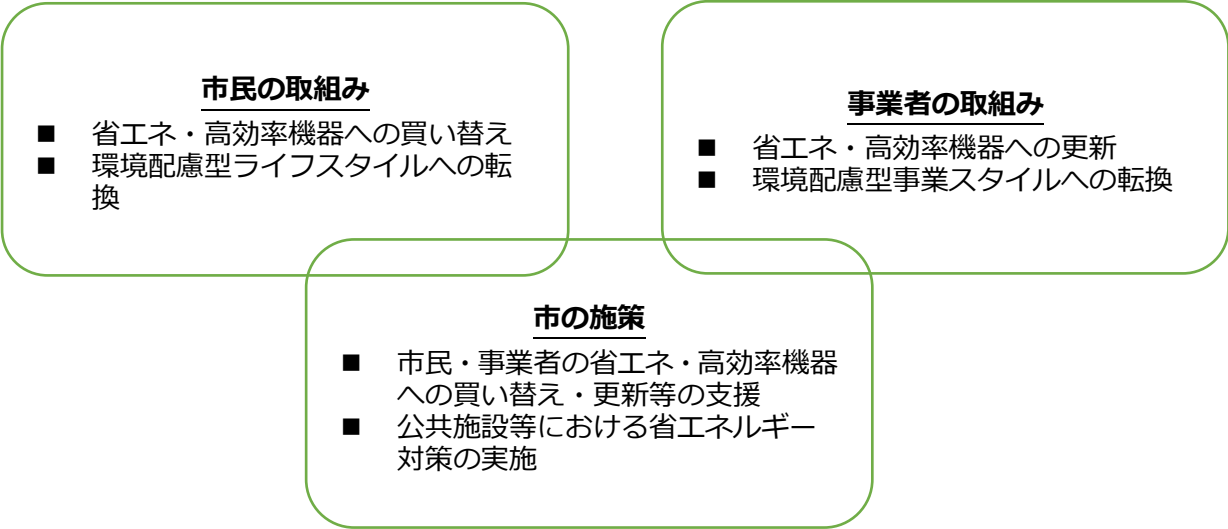 市民の取組み
■ 省エネ・高効率機器への買い替え
■ 環境配慮型ライフスタイルへの転
換
事業者の取組み
■ 省エネ・高効率機器への更新
■ 環境配慮型事業スタイルへの転換
市の施策
■ 市民・事業者の省エネ・高効率機器
への買い替え・更新等の支援
■ 公共施設等における省エネルギー
対策の実施